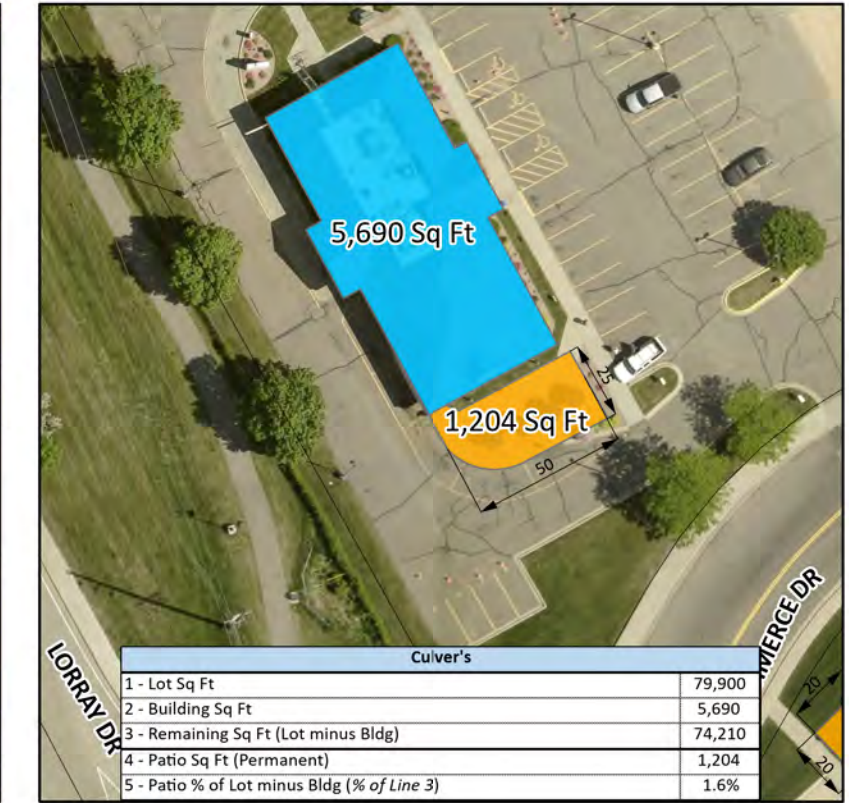 5,690 Sq Ft
25
1,204 Sq Ft
50
LORRAY DR
MMERCE DR
20
20
Culver's
1 - Lot Sq Ft 79,900
2 - Building Sq Ft 5,690
3 - Remaining Sq Ft (Lot minus Bldg) 74,210
4 - Patio Sq Ft (Permanent) 1,204
5 - Patio % of Lot minus Bldg (% of Line 3) 1.6%